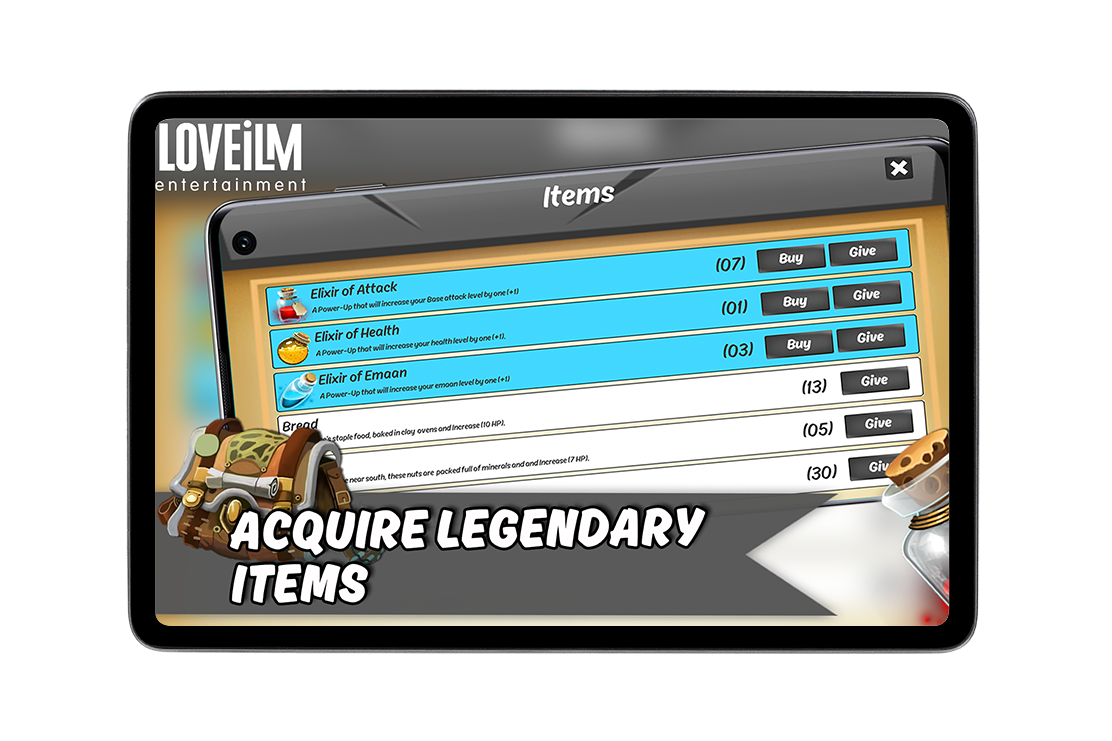 LOVEiLM
entertainment
Items
Elixir of Attack
A Power-Up that will increase your Base attack level by one (+1)
(07)
Buy
Give
Elixir of Health
A Power-Up that will increase your health level by one (+1).
(01)
Buy
Give
Elixir of Emaan
A Power-Up that will increase your emaan level by one (+1)
(03)
Buy
Give
Bread
staple food, baked in clay ovens and Increase (10 HP).
(13)
Give
near south, these nuts are packed full of minerals and and Increase (7 HP).
(05)
Give
(30)
ACQUIRE LEGENDARY
ITEMS